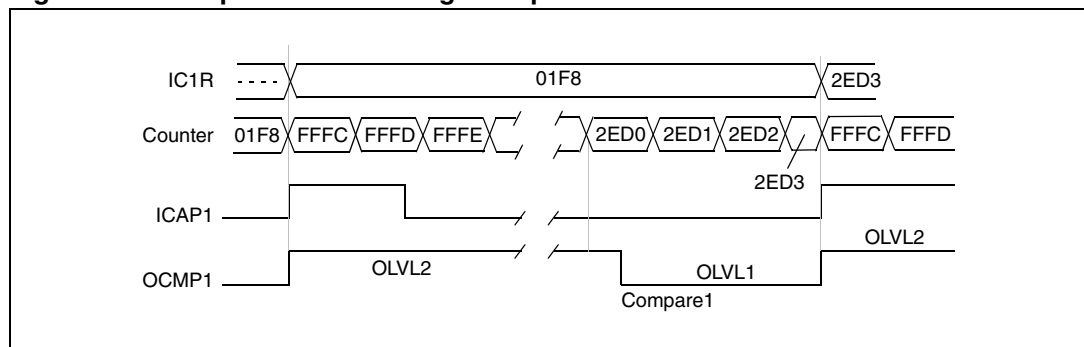 IC1R - - - - 01F8 2ED3
Counter 01F8 FFFC FFFD FFFE 2ED0 2ED1 2ED2 FFFC FFFD
2ED3
ICAP1
OLVL2
OCMP1 OLVL2 OLVL1
Compare1